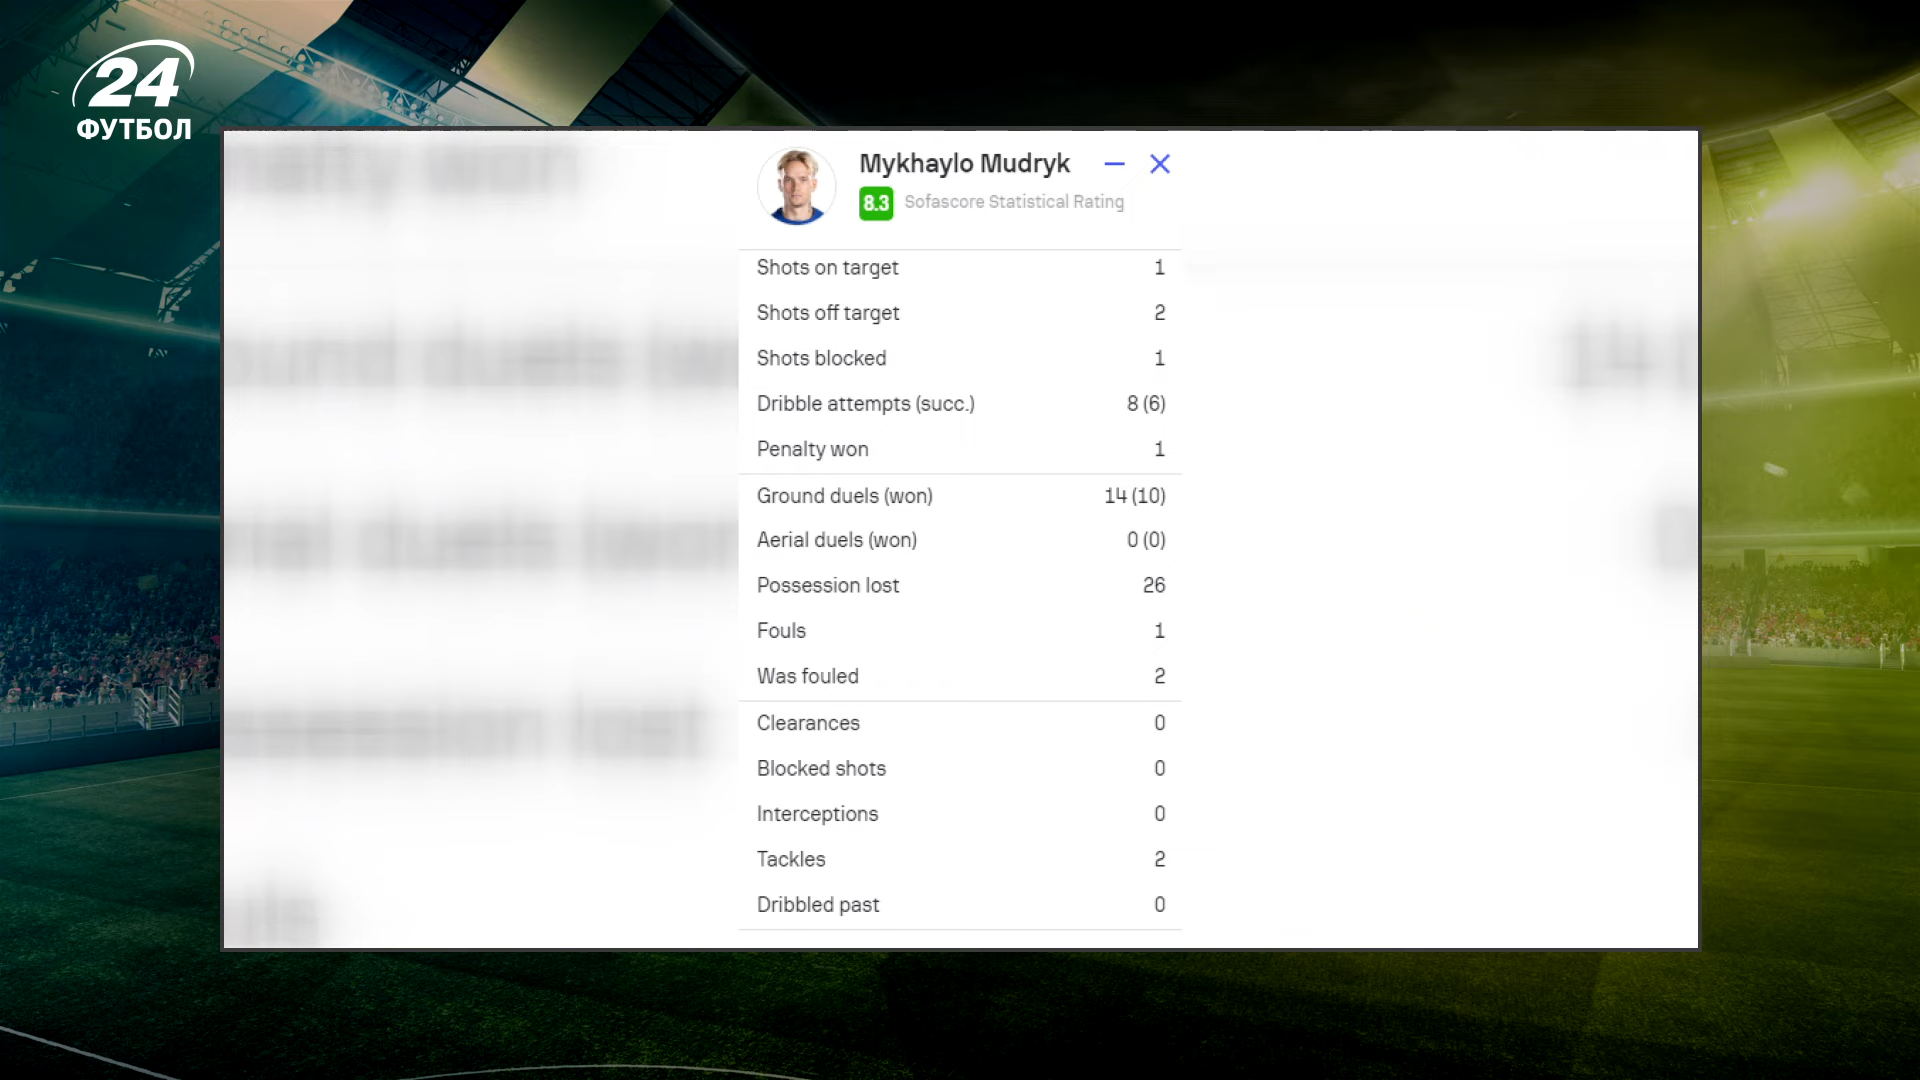 24
ФУТБОЛ
Mykhaylo Mudryk
8.3 Sofascore Statistical Rating
Shots on target 1
Shots off target 2
Shots blocked 1
Dribble attempts (succ.) 8 (6)
Penalty won 1
Ground duels (won) 14 (10)
Aerial duels (won) 0 (0)
Possession lost 26
Fouls 1
Was fouled 2
Clearances 0
Blocked shots 0
Interceptions 0
Tackles 2
Dribbled past 0